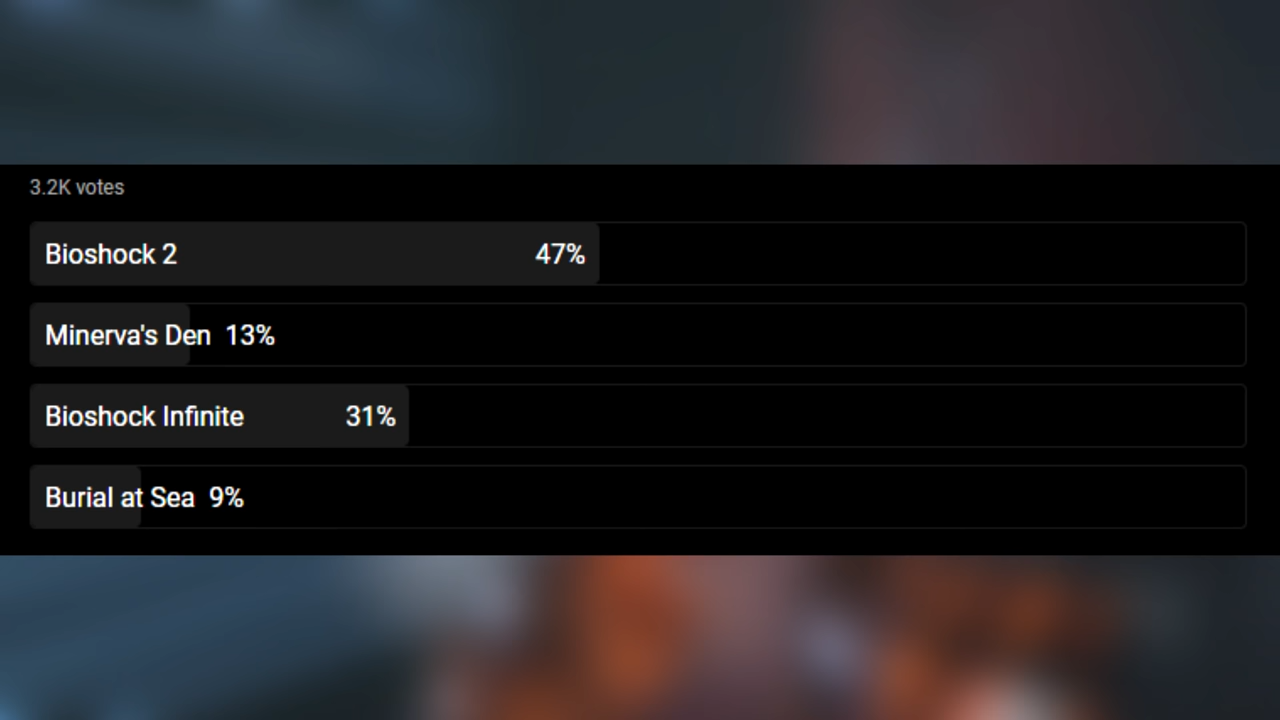 3.2K votes
Bioshock 2 47%
Minerva's Den 13%
Bioshock Infinite 31%
Burial at Sea 9%